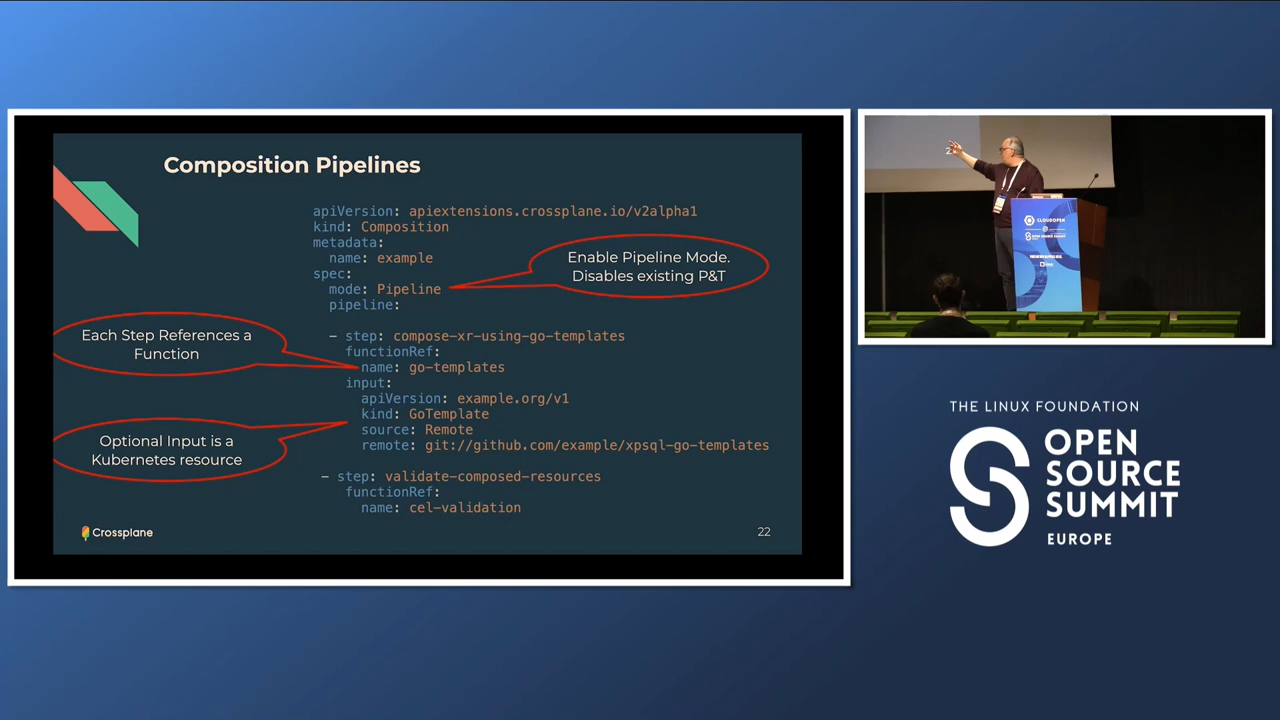 Composition Pipelines
apiVersion: apiextensions.crossplane.io/v2alpha1
kind: Composition
metadata:
name: example
spec:
mode: Pipeline
pipeline:
– step: compose-xr-using-go-templates
functionRef:
name: go-templates
input:
apiVersion: example.org/v1
kind: GoTemplate
source: Remote
remote: git://github.com/example/xpsql-go-templates
– step: validate-composed-resources
functionRef:
name: cel-validation
Enable Pipeline Mode.
Disables existing P&T
Each Step References a
Function
Optional Input is a
Kubernetes resource
Crossplane
22
CLOUDOPEN
THE LINUX FOUNDATION
OPEN
SOURCE
SUMMIT
EUROPE